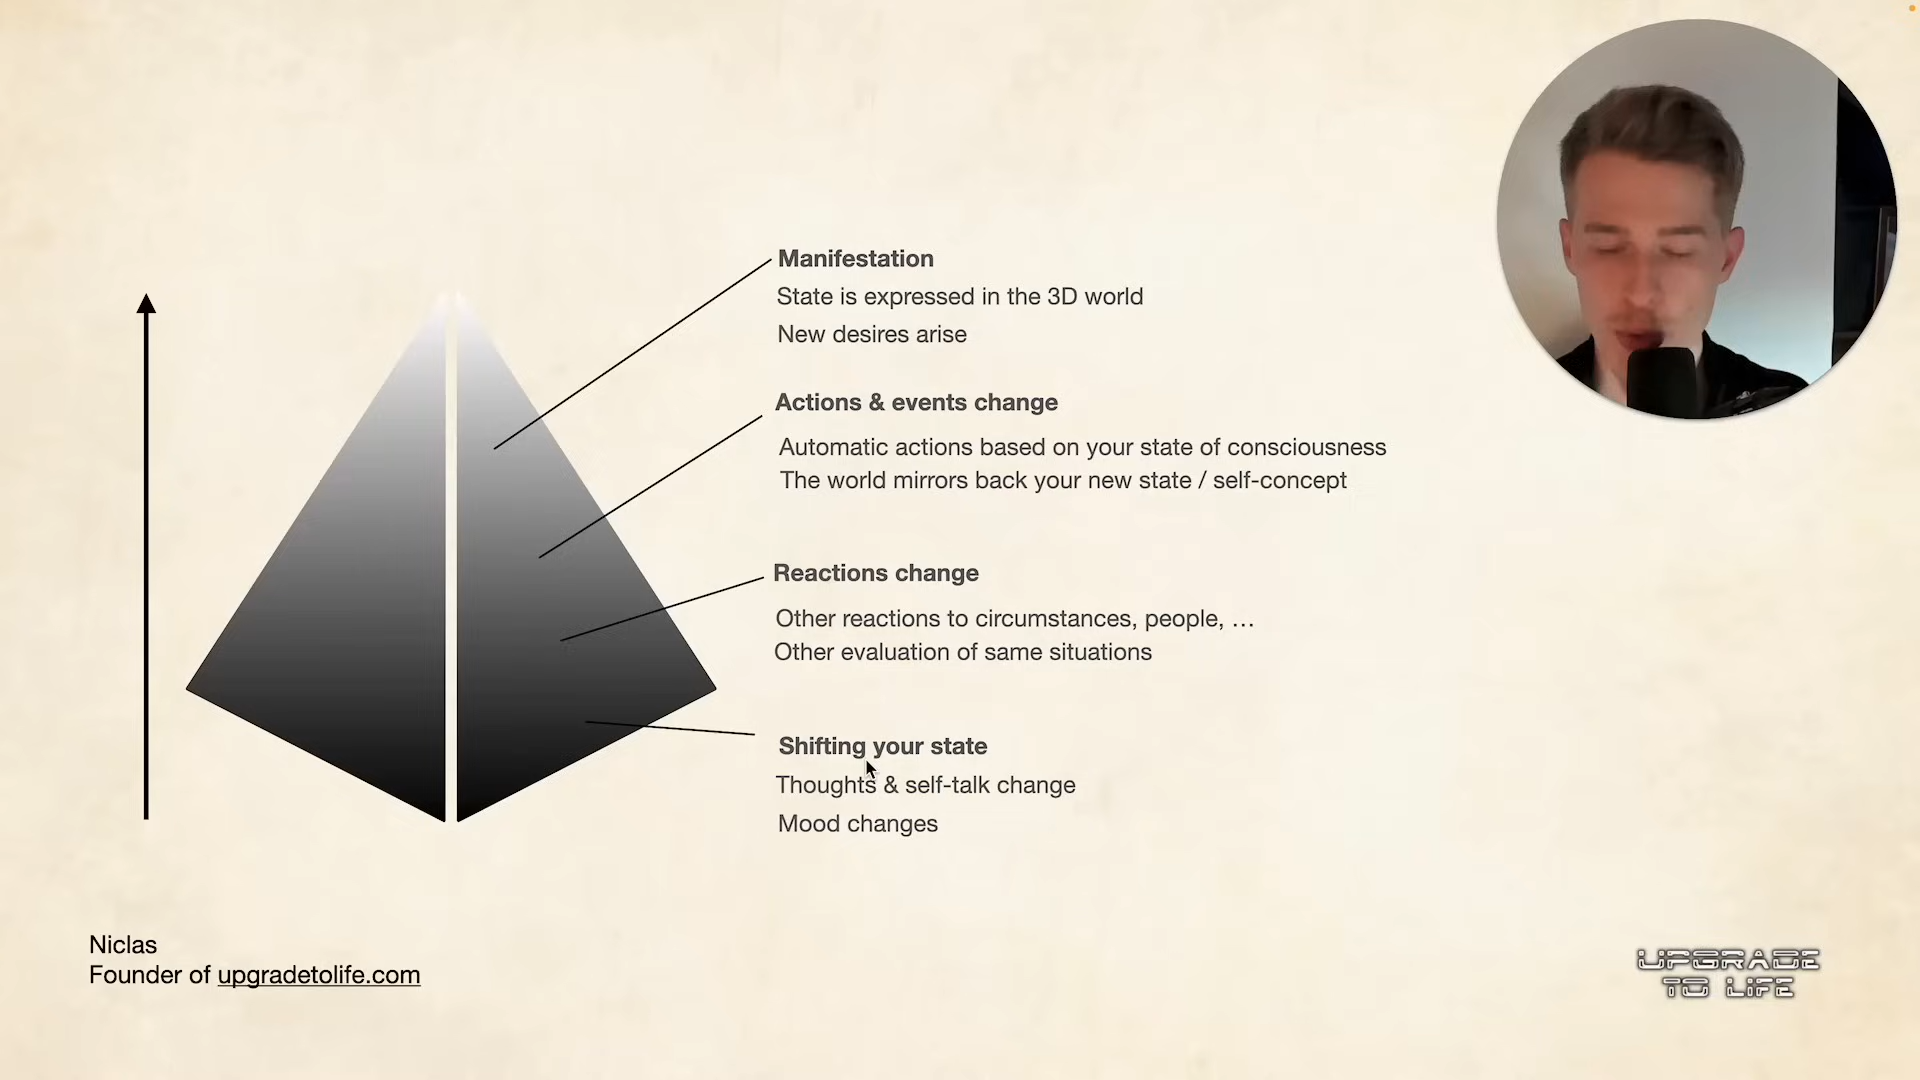 Manifestation
State is expressed in the 3D world
New desires arise
Actions & events change
Automatic actions based on your state of consciousness
The world mirrors back your new state / self-concept
Reactions change
Other reactions to circumstances, people, …
Other evaluation of same situations
Shifting your state
Thoughts & self-talk change
Mood changes
Niclas
Founder of upgradetolife.com
UPGRADE
TO LIFE